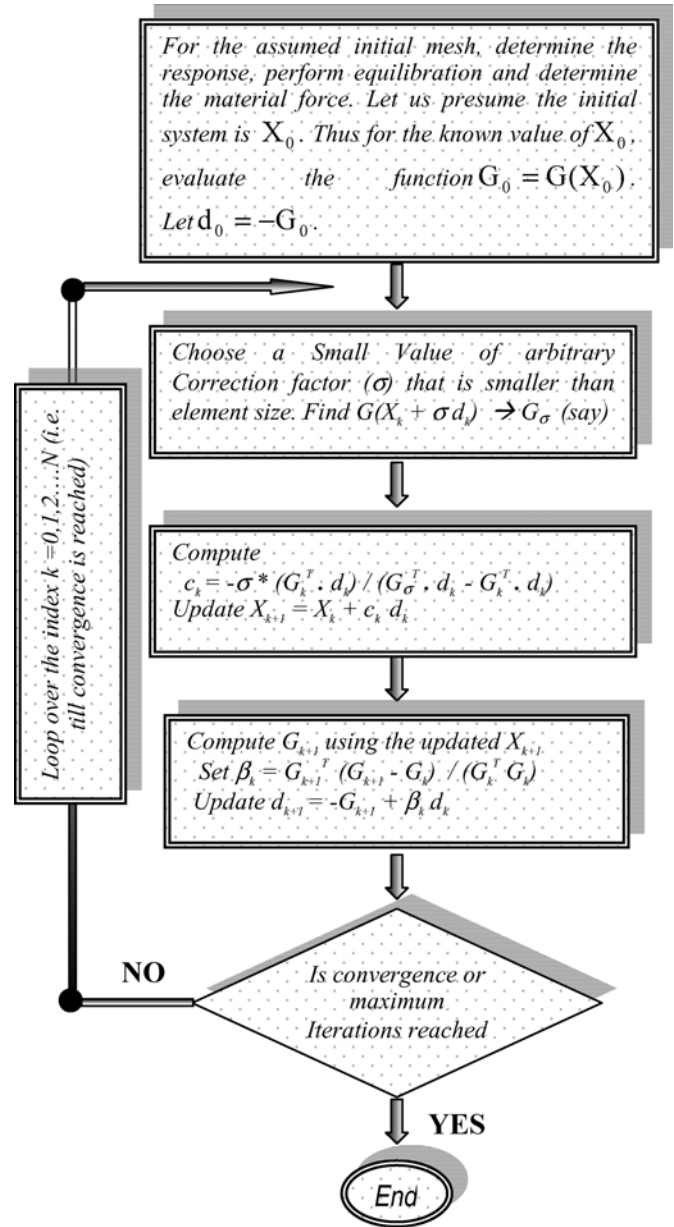 For the assumed initial mesh, determine the
response, perform equilibration and determine
the material force. Let us presume the initial
system is X₀. Thus for the known value of X₀,
evaluate the function G₀ = G(X₀).
Let d₀ = −G₀.
Choose a Small Value of arbitrary
Correction factor (σ) that is smaller than
element size. Find G(Xₖ + σ dₖ) → G_σ (say)
Compute
cₖ = -σ* (Gₖᵀ . dₖ) / (G_σᵀ . dₖ - Gₖᵀ . dₖ)
Update Xₖ₊₁ = Xₖ + cₖ dₖ
Compute Gₖ₊₁ using the updated Xₖ₊₁
Set βₖ = Gₖ₊₁ᵀ (Gₖ₊₁ - Gₖ) / (Gₖᵀ Gₖ)
Update dₖ₊₁ = -Gₖ₊₁ + βₖ dₖ
Loop over the index k =0,1,2....N (i.e.
till convergence is reached)
Is convergence or
maximum
Iterations reached
NO
YES
End